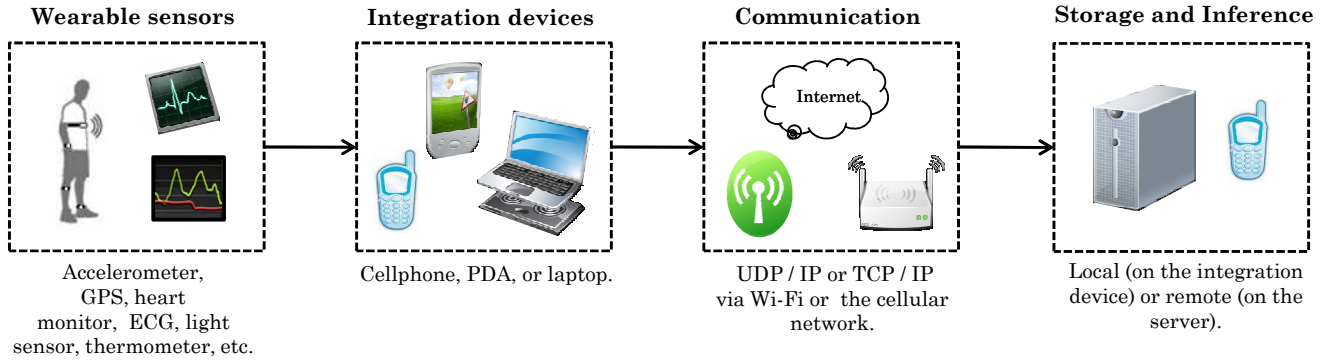 Wearable sensors
Integration devices
Communication
Storage and Inference
Internet
Accelerometer,
GPS, heart
monitor, ECG, light
sensor, thermometer, etc.
Cellphone, PDA, or laptop.
UDP / IP or TCP / IP
via Wi-Fi or the cellular
network.
Local (on the integration
device) or remote (on the
server).